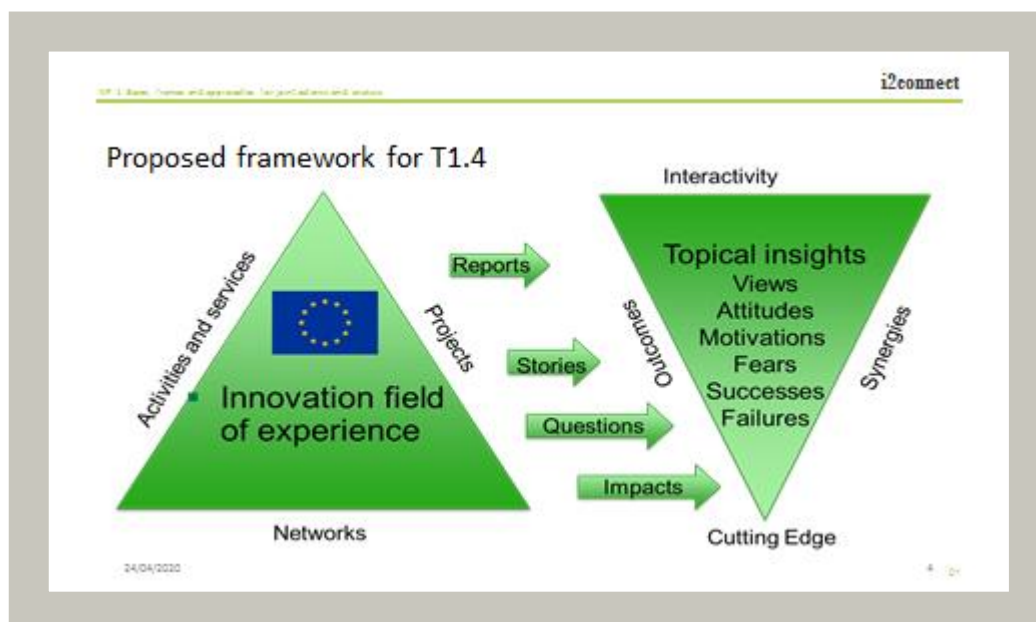 i2connect
Proposed framework for T1.4
Activities and services
Projects
Innovation field
of experience
Networks
Reports
Stories
Questions
Impacts
Interactivity
Topical insights
Views
Attitudes
Motivations
Fears
Successes
Failures
Outcomes
Synergies
Cutting Edge
24/04/2020
4